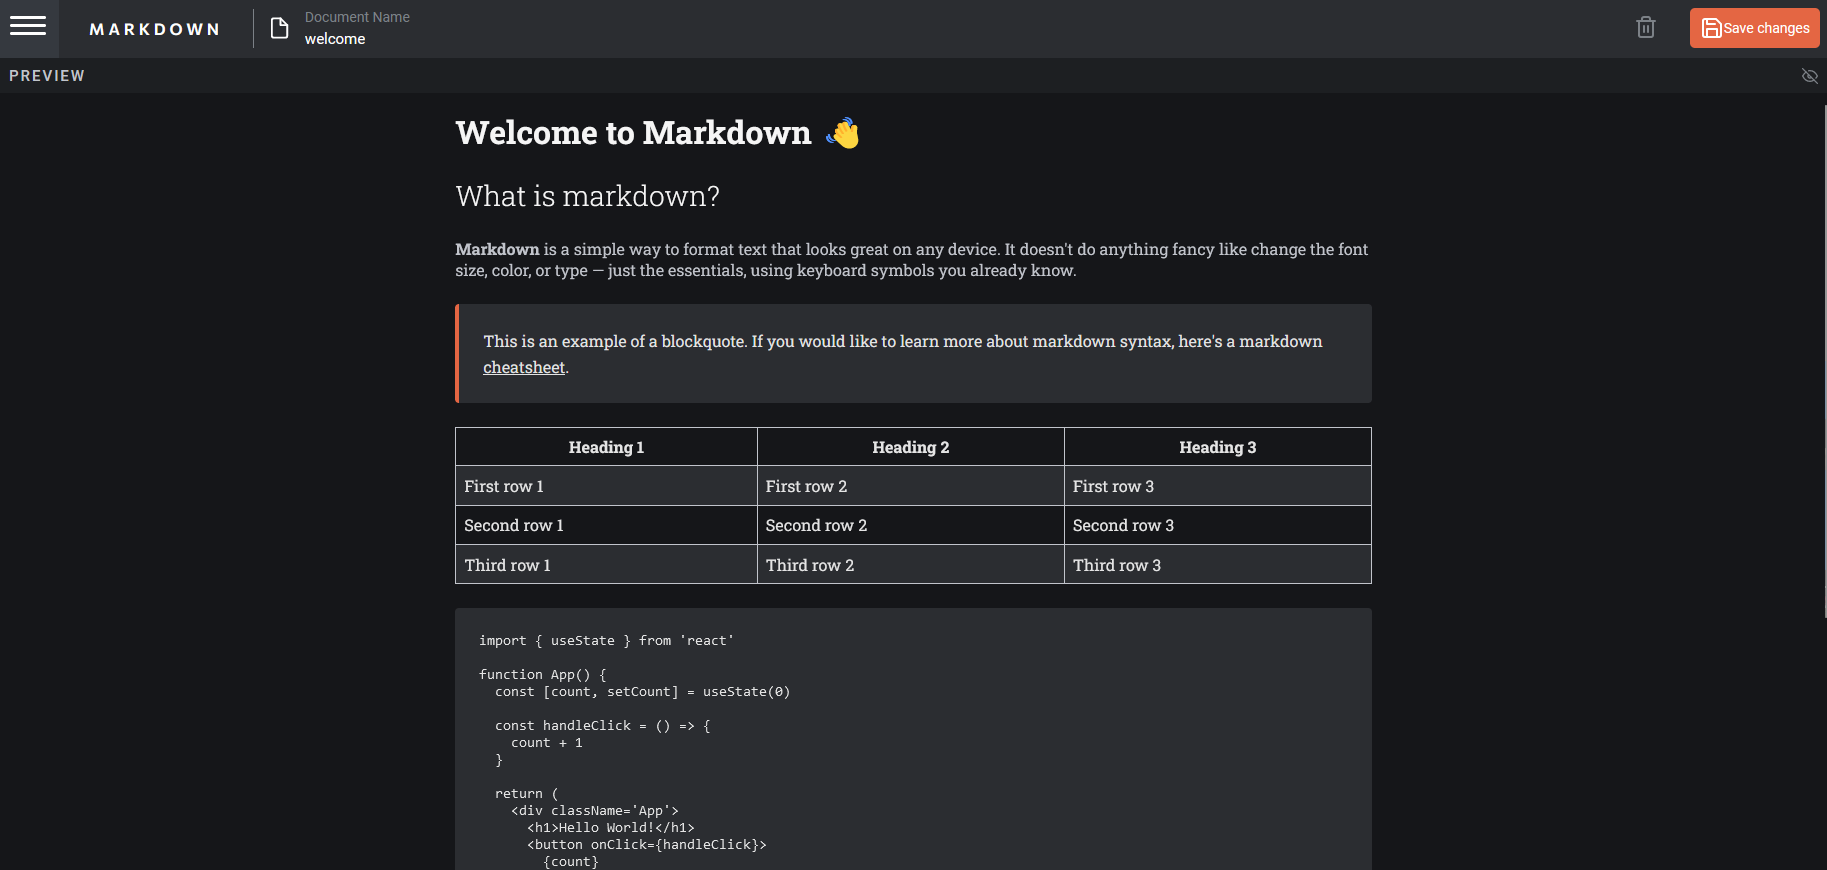 MARKDOWN
Document Name
welcome
Save changes
PREVIEW
Welcome to Markdown 👋
What is markdown?
Markdown is a simple way to format text that looks great on any device. It doesn't do anything fancy like change the font
size, color, or type — just the essentials, using keyboard symbols you already know.
This is an example of a blockquote. If you would like to learn more about markdown syntax, here's a markdown
cheatsheet.
Heading 1 Heading 2 Heading 3
First row 1 First row 2 First row 3
Second row 1 Second row 2 Second row 3
Third row 1 Third row 2 Third row 3
import { useState } from 'react'
function App() {
  const [count, setCount] = useState(0)
  const handleClick = () => {
    count + 1
  }
  return (
    <div className='App'>
      <h1>Hello World!</h1>
      <button onClick={handleClick}>
        {count}